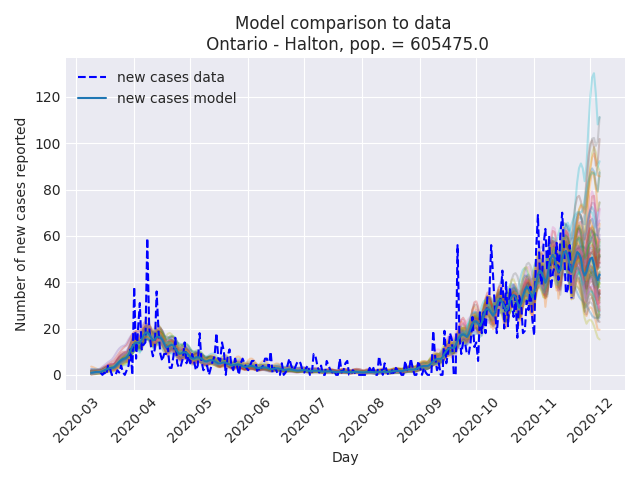 Model comparison to data
Ontario - Halton, pop. = 605475.0
new cases data
new cases model
Number of new cases reported
120
100
80
60
40
20
0
2020-03
2020-04
2020-05
2020-06
2020-07
2020-08
2020-09
2020-10
2020-11
2020-12
Day